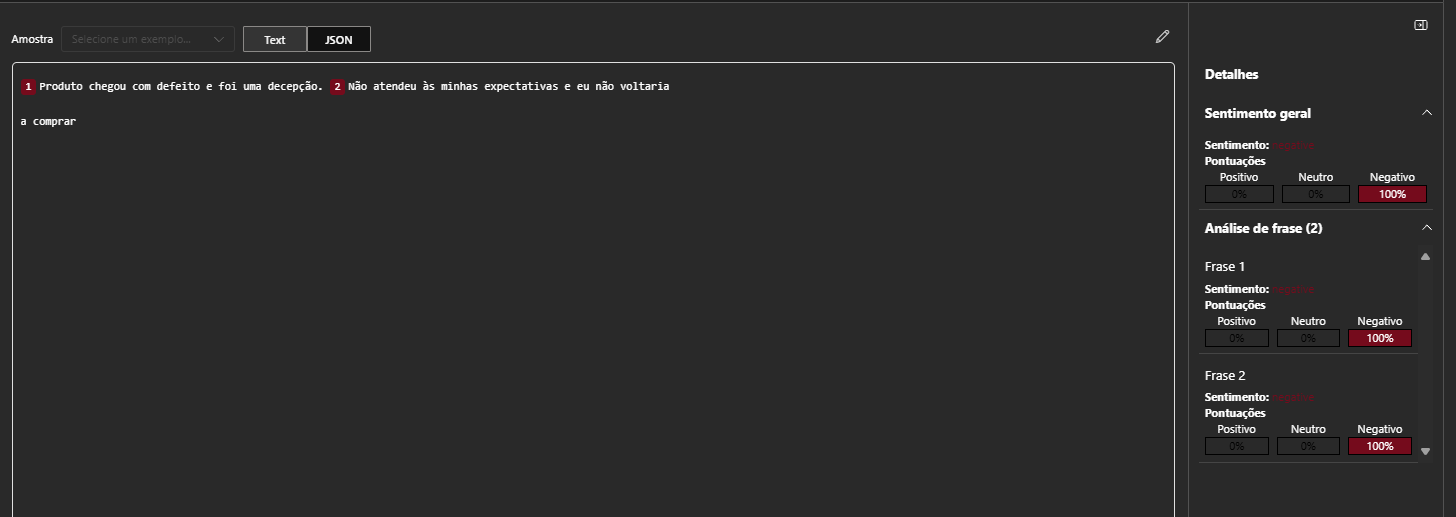 Amostra Selecione um exemplo... Text JSON
1 Produto chegou com defeito e foi uma decepção. 2 Não atendeu às minhas expectativas e eu não voltaria
a comprar
Detalhes
Sentimento geral
Sentimento:
Pontuações
Positivo Neutro Negativo
0% 0% 100%
Análise de frase (2)
Frase 1
Sentimento:
Pontuações
Positivo Neutro Negativo
0% 0% 100%
Frase 2
Sentimento:
Pontuações
Positivo Neutro Negativo
0% 0% 100%